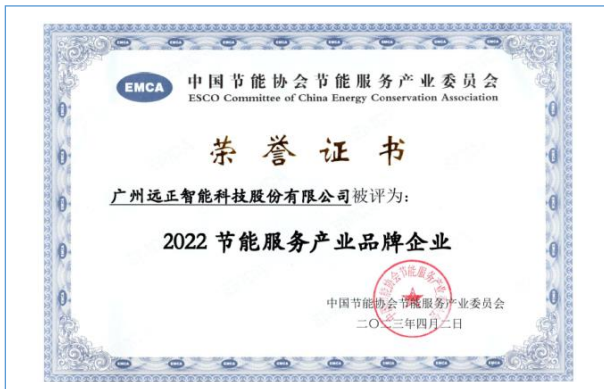 EMCA
中国节能协会节能服务产业委员会
ESCO Committee of China Energy Conservation Association
荣誉证书
广州远正智能科技股份有限公司被评为：
2022 节能服务产业品牌企业
中国节能协会节能服务产业委员会
二〇二三年四月二日